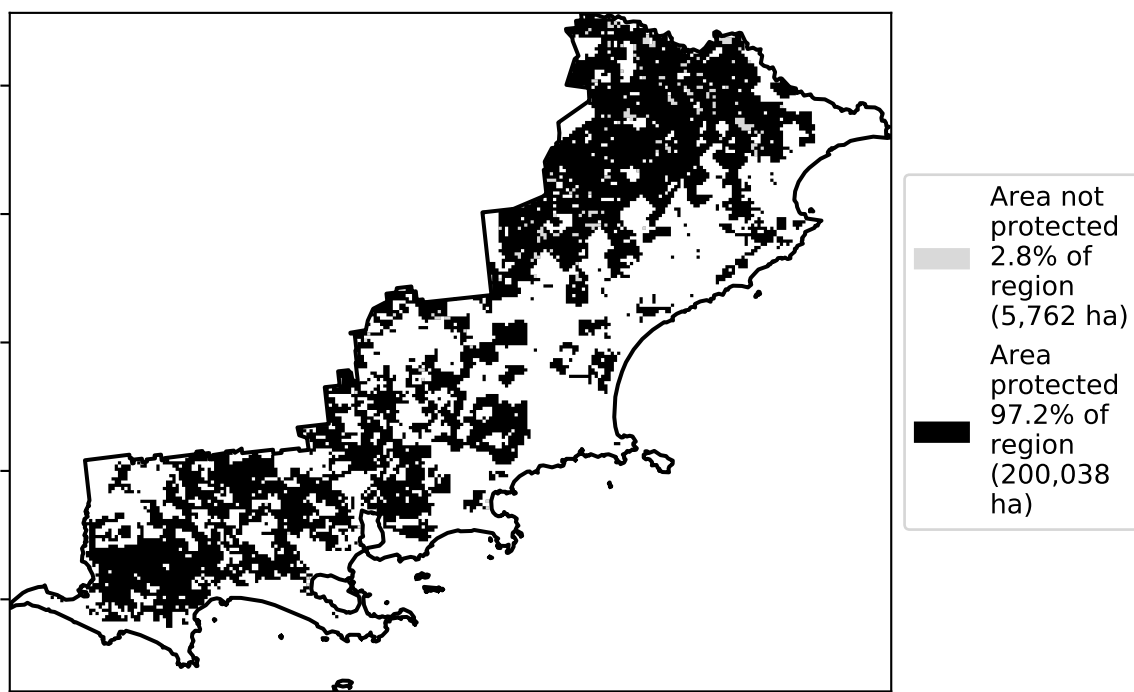 Area not
protected
2.8% of
region
(5,762 ha)
Area
protected
97.2% of
region
(200,038
ha)